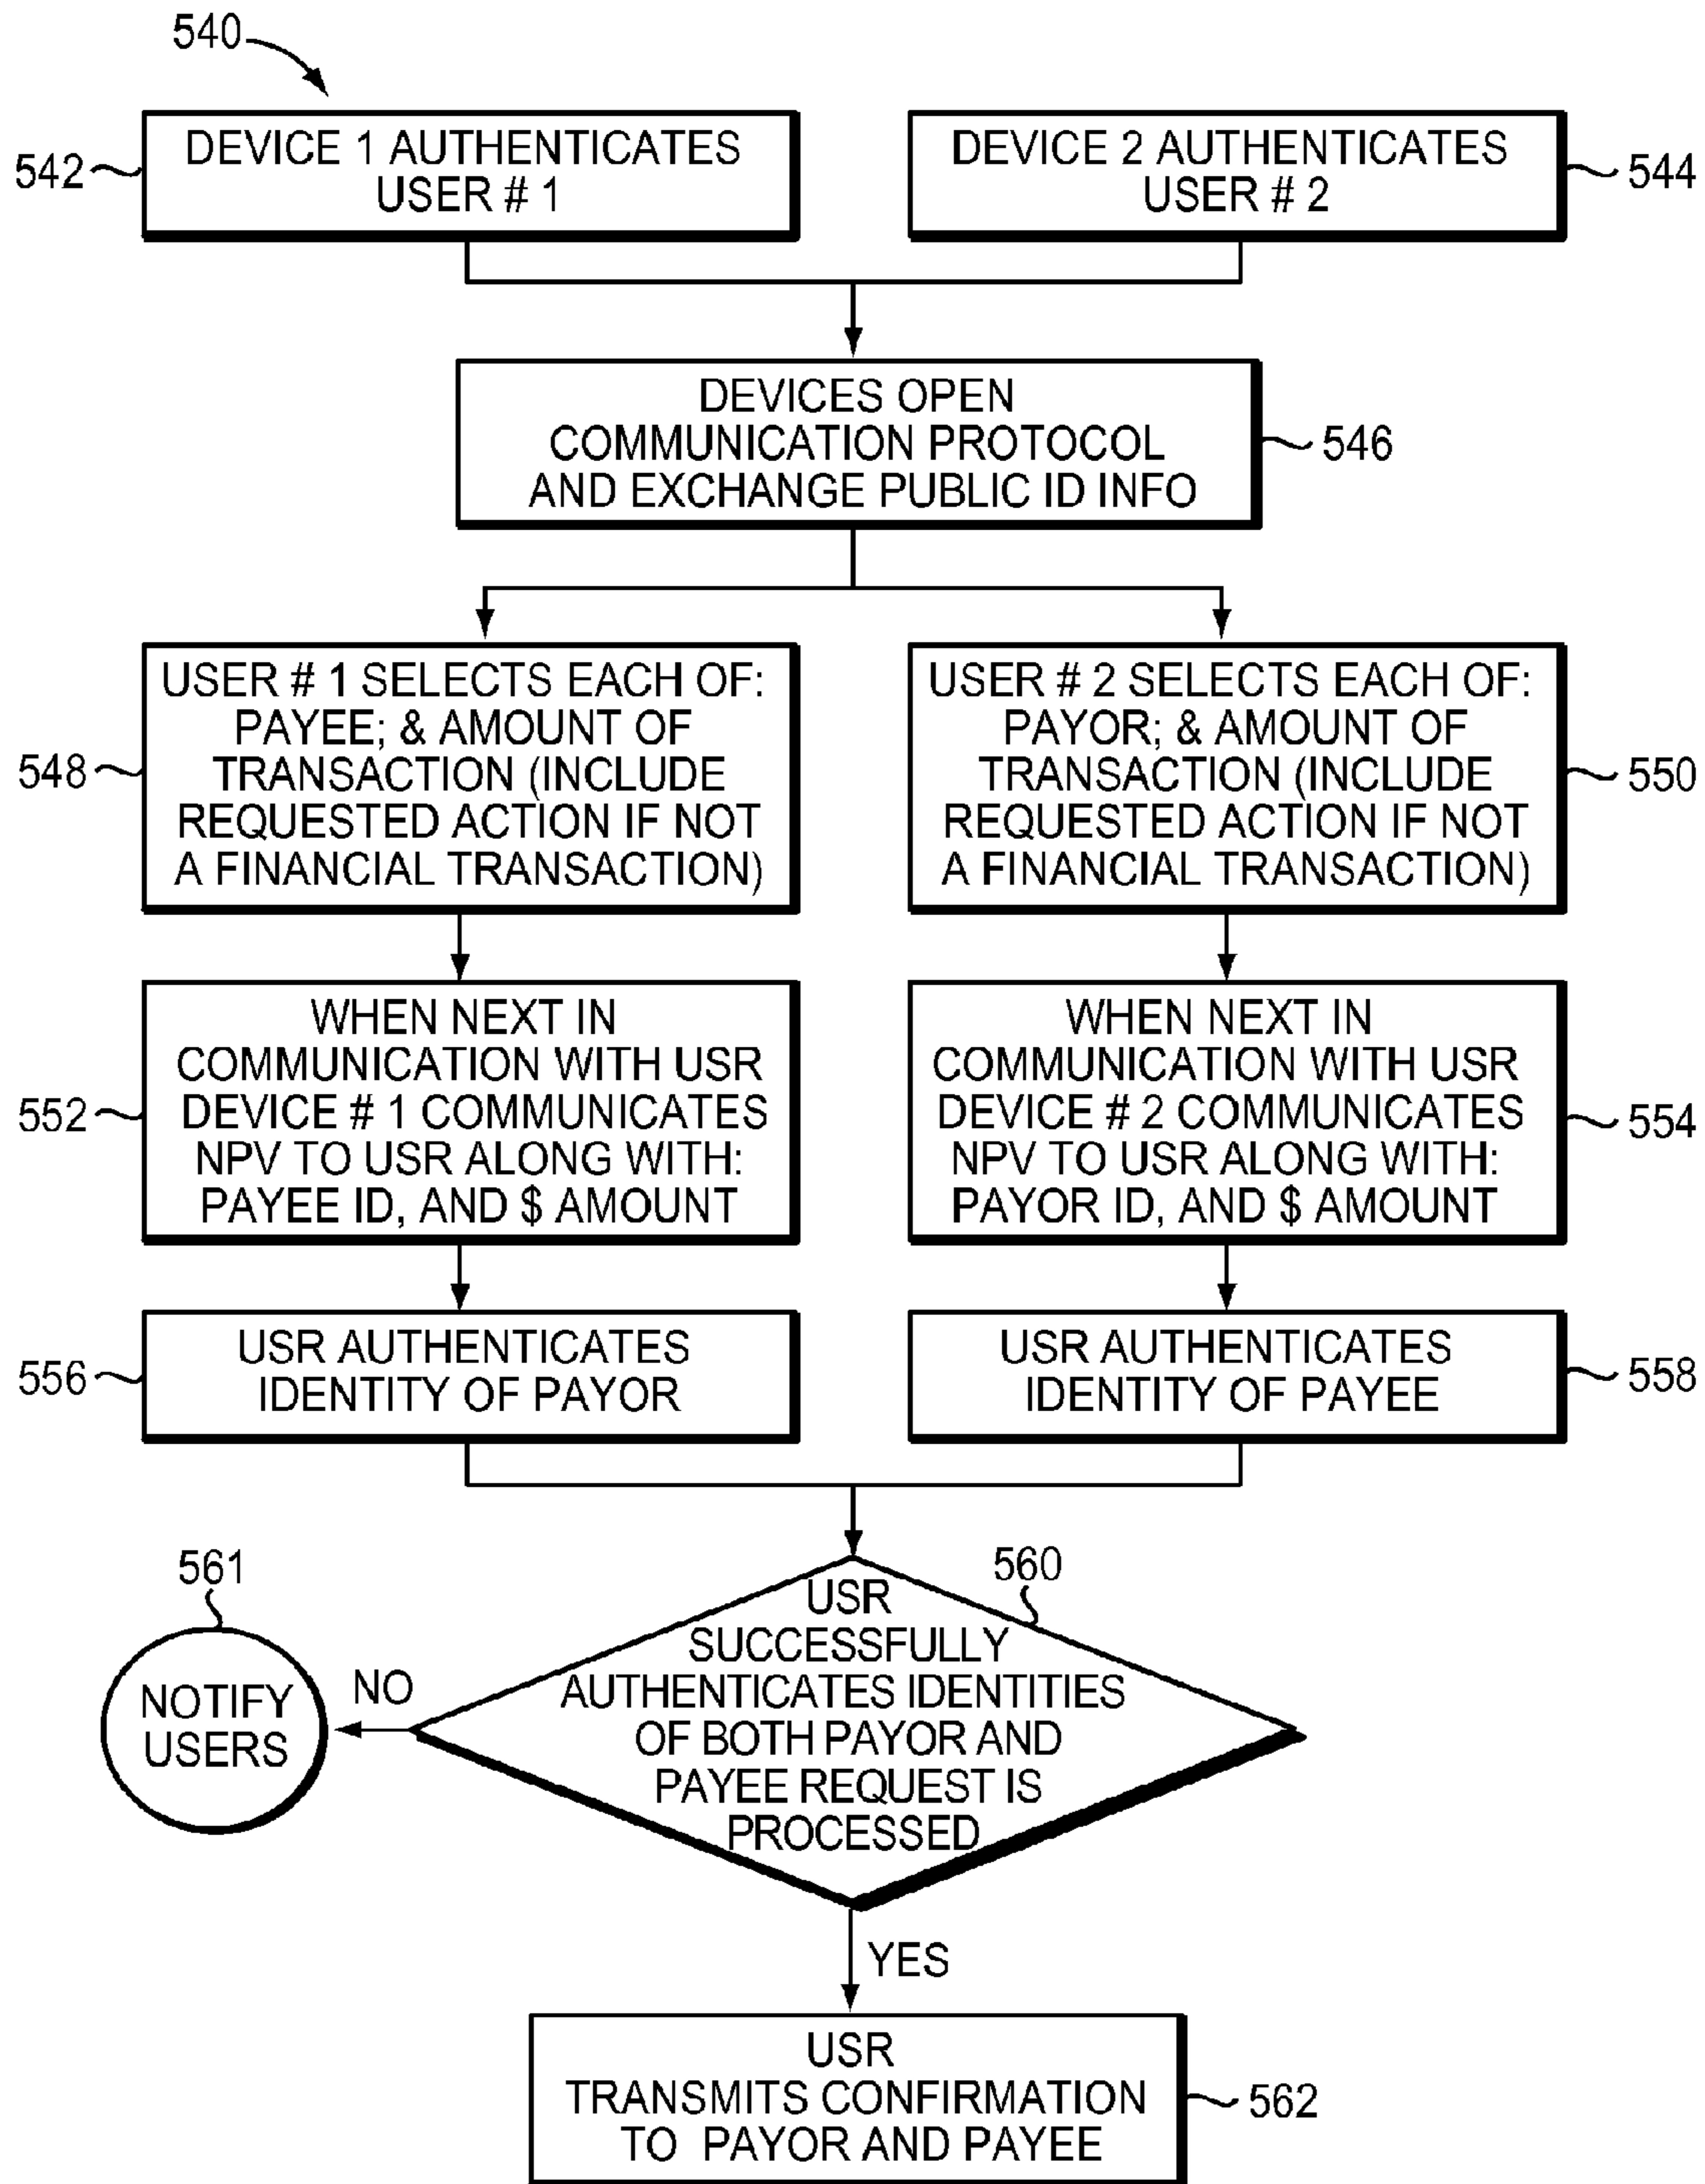 540
DEVICE 1 AUTHENTICATES
USER # 1
542
DEVICE 2 AUTHENTICATES
USER # 2
544
DEVICES OPEN
COMMUNICATION PROTOCOL
AND EXCHANGE PUBLIC ID INFO
546
USER # 1 SELECTS EACH OF:
PAYEE; & AMOUNT OF
TRANSACTION (INCLUDE
REQUESTED ACTION IF NOT
A FINANCIAL TRANSACTION)
548
USER # 2 SELECTS EACH OF:
PAYOR; & AMOUNT OF
TRANSACTION (INCLUDE
REQUESTED ACTION IF NOT
A FINANCIAL TRANSACTION)
550
WHEN NEXT IN
COMMUNICATION WITH USR
DEVICE # 1 COMMUNICATES
NPV TO USR ALONG WITH:
PAYEE ID, AND $ AMOUNT
552
WHEN NEXT IN
COMMUNICATION WITH USR
DEVICE # 2 COMMUNICATES
NPV TO USR ALONG WITH:
PAYOR ID, AND $ AMOUNT
554
USR AUTHENTICATES
IDENTITY OF PAYOR
556
USR AUTHENTICATES
IDENTITY OF PAYEE
558
561
NOTIFY
USERS
NO
560
USR
SUCCESSFULLY
AUTHENTICATES IDENTITIES
OF BOTH PAYOR AND
PAYEE REQUEST IS
PROCESSED
YES
USR
TRANSMITS CONFIRMATION
TO PAYOR AND PAYEE
562